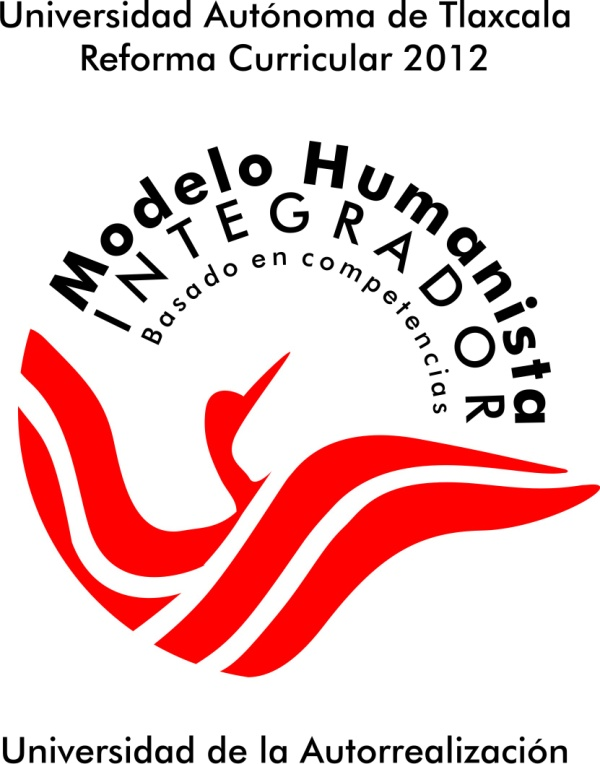 Universidad Autónoma de Tlaxcala
Reforma Curricular 2012
Modelo Humanista
INTEGRADOR
Basado en competencias
Universidad de la Autorrealización